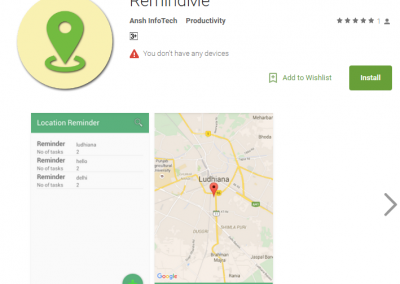 RemindMe
Ansh InfoTech Productivity
1
3+
You don't have any devices
Add to Wishlist
Install
Location Reminder
Reminder ludhiana
No of tasks 2
Reminder hello
No of tasks 2
Reminder delhi
No of tasks 2
Ludhiana
Google